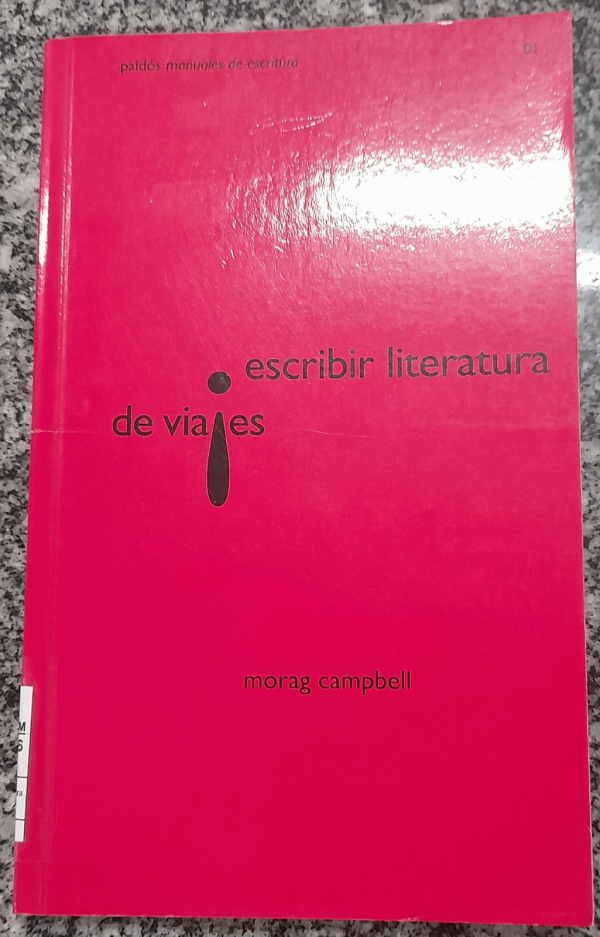 paidós manuales de escritura
01
escribir literatura
de viajes
morag campbell